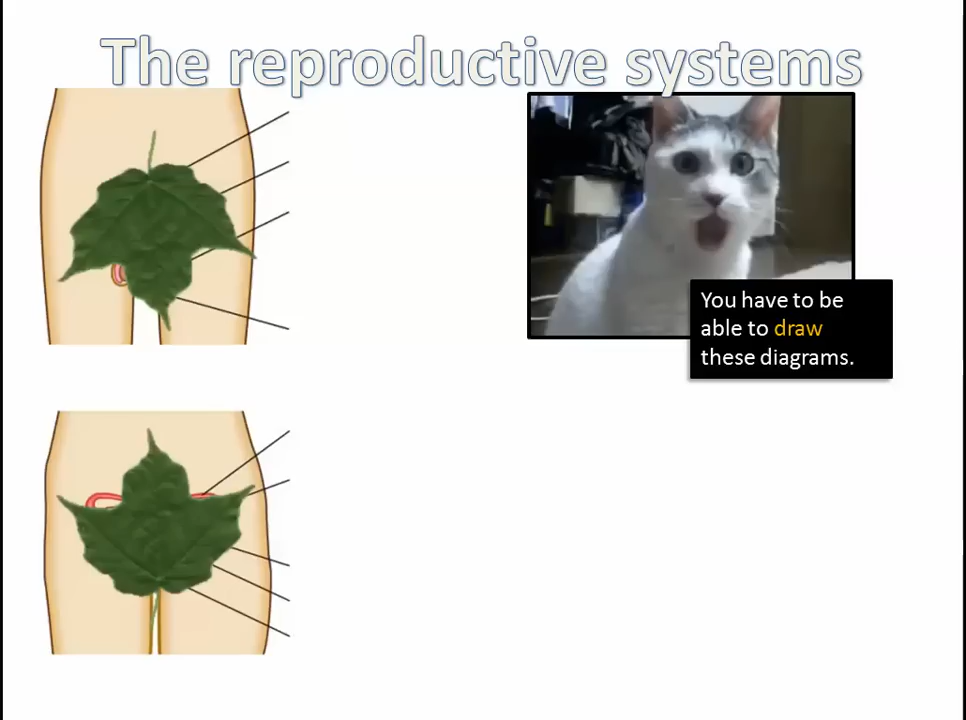 The reproductive systems
You have to be
able to draw
these diagrams.